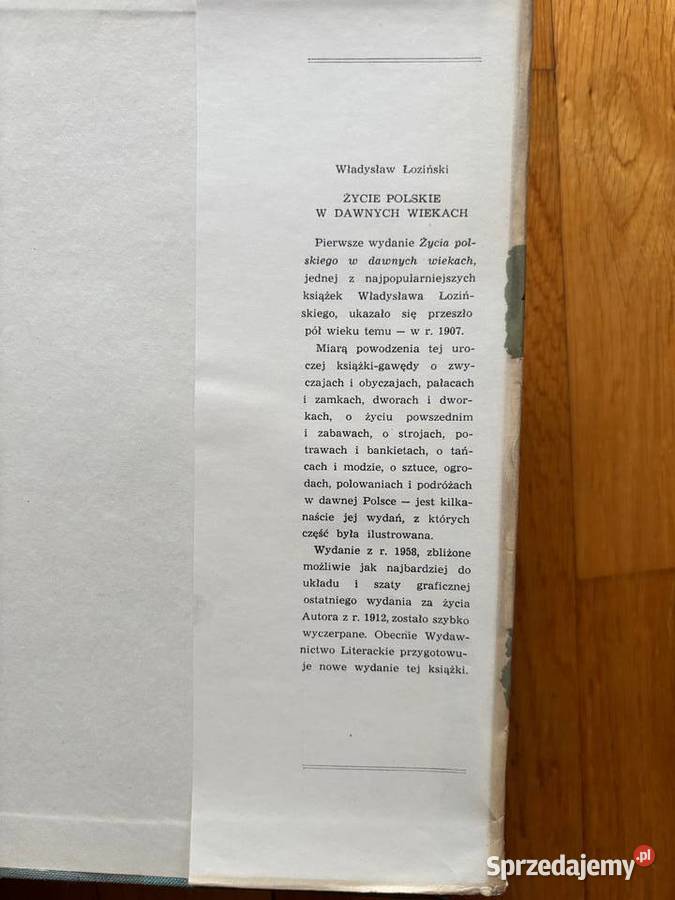 Władysław Łoziński
ŻYCIE POLSKIE
W DAWNYCH WIEKACH
Pierwsze wydanie Życia pol-
skiego w dawnych wiekach,
jednej z najpopularniejszych
książek Władysława Łoziń-
skiego, ukazało się przeszło
pół wieku temu — w r. 1907.
Miarą powodzenia tej uro-
czej książki-gawędy o zwy-
czajach i obyczajach, pałacach
i zamkach, dworach i dwor-
kach, o życiu powszednim
i zabawach, o strojach, po-
trawach i bankietach, o tań-
cach i modzie, o sztuce, ogro-
dach, polowaniach i podróżach
w dawnej Polsce — jest kilka-
naście jej wydań, z których
część była ilustrowana.
Wydanie z r. 1958, zbliżone
możliwie jak najbardziej do
układu i szaty graficznej
ostatniego wydania za życia
Autora z r. 1912, zostało szybko
wyczerpane. Obecnie Wydaw-
nictwo Literackie przygotowu-
je nowe wydanie tej książki.
Sprzedajemy.pl